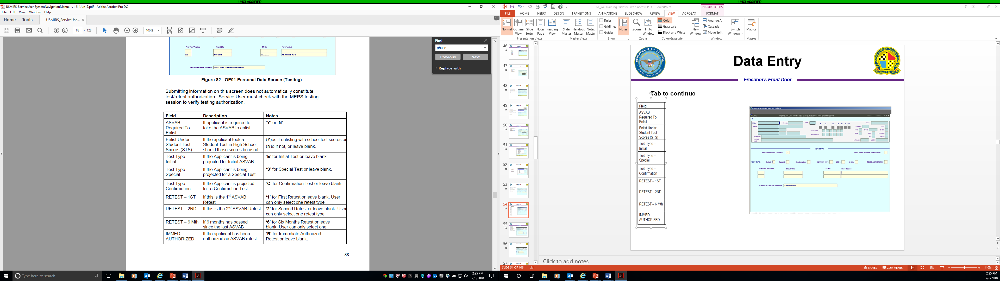 UNCLASSIFIED
USMIRS_ServiceUser_SystemNavigationManual_v1-5_1Jun17.pdf - Adobe Acrobat Pro DC
File Edit View Window Help
Home Tools USMIRS_ServiceUse... ×
88 / 128 100%
Find
phase
Previous Next
Replace with
Prev Test Versions Prev DOTs TA IDs Place Tested
222222222
Current or Last HS Attended: SMALL TOWN SOMEWHERE HIGH SCHO
Figure 82: OP01 Personal Data Screen (Testing)
Submitting information on this screen does not automatically constitute
test/retest authorization. Service User must check with the MEPS testing
session to verify testing authorization.
Field Description Notes
ASVAB Required To Enlist If applicant is required to take the ASVAB to enlist. 'Y' or 'N'.
Enlist Under Student Test Scores (STS) If the applicant took a Student Test in High School, should these scores be used. (Y)es if enlisting with school test scores or (N)o if not, or leave blank.
Test Type – Initial If the Applicant is being projected for Initial ASVAB 'E' for Initial Test or leave blank.
Test Type – Special If the Applicant is being projected for a Special Test 'S' for Special Test or leave blank.
Test Type – Confirmation If the Applicant is projected for a Confirmation Test. 'C' for Confirmation Test or leave blank.
RETEST – 1ST If this is the 1st ASVAB Retest '1' for First Retest or leave blank. User can only select one retest type
RETEST – 2ND If this is the 2nd ASVAB Retest '2' for Second Retest or leave blank. User can only select one retest type
RETEST – 6 Mth If 6 months has passed since the last ASVAB '6' for Six Months Retest or leave blank. User can only select one.
IMMED AUTHORIZED If the applicant has been authorized an ASVAB retest. 'R' for Immediate Authorized Retest or leave blank.
88
Type here to search
2:25 PM
7/6/2018
UNCLASSIFIED
SL_GC Training Slides v1 with notes.PPTX - PowerPoint
PICTURE TOOLS
FILE HOME INSERT DESIGN TRANSITIONS ANIMATIONS SLIDE SHOW REVIEW VIEW ACROBAT FORMAT
Normal Outline View Slide Sorter Notes Page Reading View
Presentation Views
Slide Master Handout Master Notes Master
Master Views
Ruler
Gridlines
Guides
Show
Notes
Zoom Fit to Window
Zoom
Color
Grayscale
Black and White
Color/Grayscale
New Window Arrange All
Cascade
Move Split
Switch Windows
Window
Macros
Macros
46
47
48
49
50
51
52
53
54
55
56
57
DEPARTMENT OF DEFENSE
UNITED STATES OF AMERICA
Data Entry
Freedom's Front Door
Tab to continue
Field
ASVAB
Required To
Enlist
Enlist Under
Student Test
Scores (STS)
Test Type –
Initial
Test Type –
Special
Test Type –
Confirmation
RETEST – 1ST
RETEST – 2ND
RETEST – 6 Mth
IMMED
AUTHORIZED
USMIRS - Windows Internet Explorer
OP01 USMEPCOM Form 680-3A-E, Request For Examination
SSN:
NAME
STATUS
TESTING
ASVAB Required To Enlist: Y Enlist Under Student Test Scores:
TEST TYPE: Initial: E Special: Confirmation: RETEST: 1ST: 2ND: 6 Mth: IMMED AUTHORIZED:
Prev Test Versions Prev DOTs TA IDs Place Tested
Current or Last HS Attended: DUMB KID HIGH
Click to add notes
SLIDE 54 OF 106 NOTES COMMENTS 110%
2:25 PM
7/6/2018